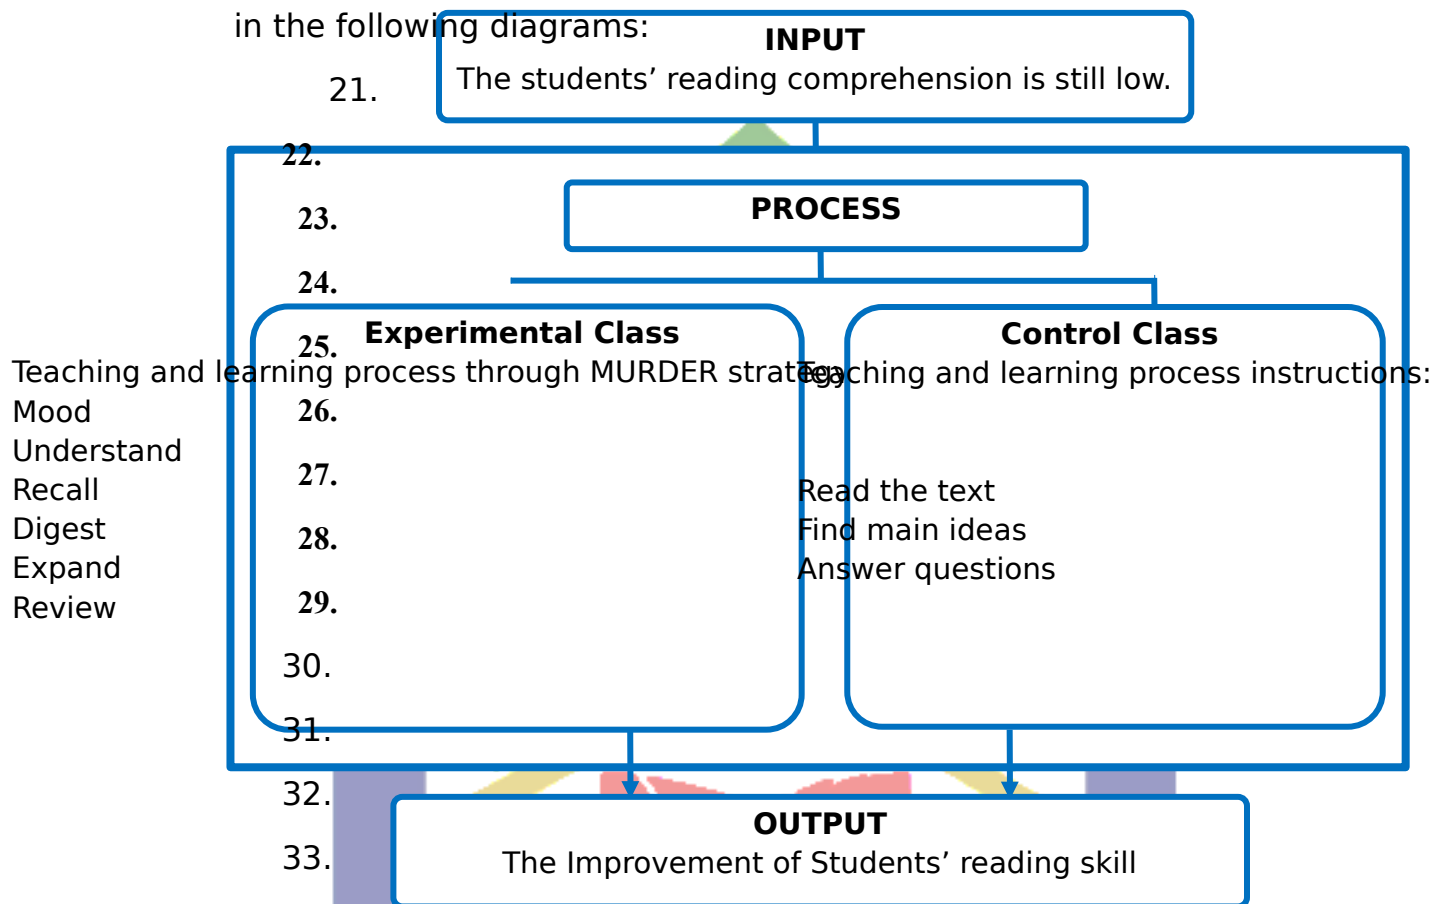 in the following diagrams:
INPUT
The students’ reading comprehension is still low.
21.
22.
23.
PROCESS
24.
25.
Experimental Class
Teaching and learning process through MURDER strategy
Mood
Understand
Recall
Digest
Expand
Review
Control Class
Teaching and learning process instructions:
Read the text
Find main ideas
Answer questions
26.
27.
28.
29.
30.
31.
32.
33.
OUTPUT
The Improvement of Students’ reading skill